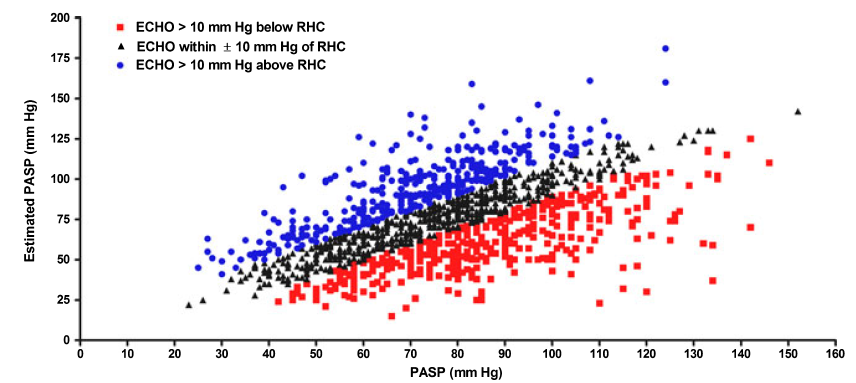 200
ECHO > 10 mm Hg below RHC
ECHO within ± 10 mm Hg of RHC
ECHO > 10 mm Hg above RHC
175
150
125
100
75
50
25
0
Estimated PASP (mm Hg)
0 10 20 30 40 50 60 70 80 90 100 110 120 130 140 150 160
PASP (mm Hg)